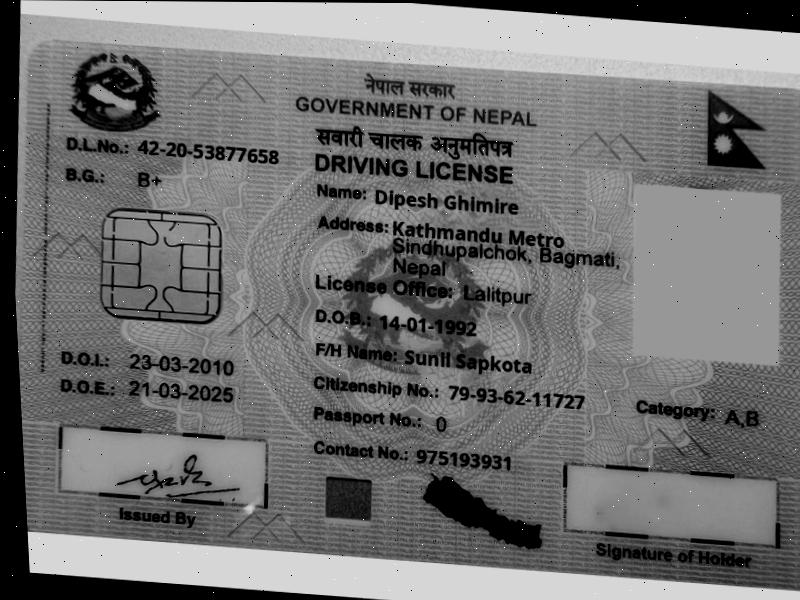 नेपाल सरकार
GOVERNMENT OF NEPAL
सवारी चालक अनुमतिपत्र
DRIVING LICENSE
D.L.No.: 42-20-53877658
B.G.: B+
Name: Dipesh Ghimire
Address: Kathmandu Metro
Sindhupalchok, Bagmati,
Nepal
License Office: Lalitpur
D.O.B.: 14-01-1992
F/H Name: Sunil Sapkota
D.O.I.: 23-03-2010
D.O.E.: 21-03-2025
Citizenship No.: 79-93-62-11727
Passport No.: 0
Contact No.: 975193931
Category: A,B
Issued By
Signature of Holder